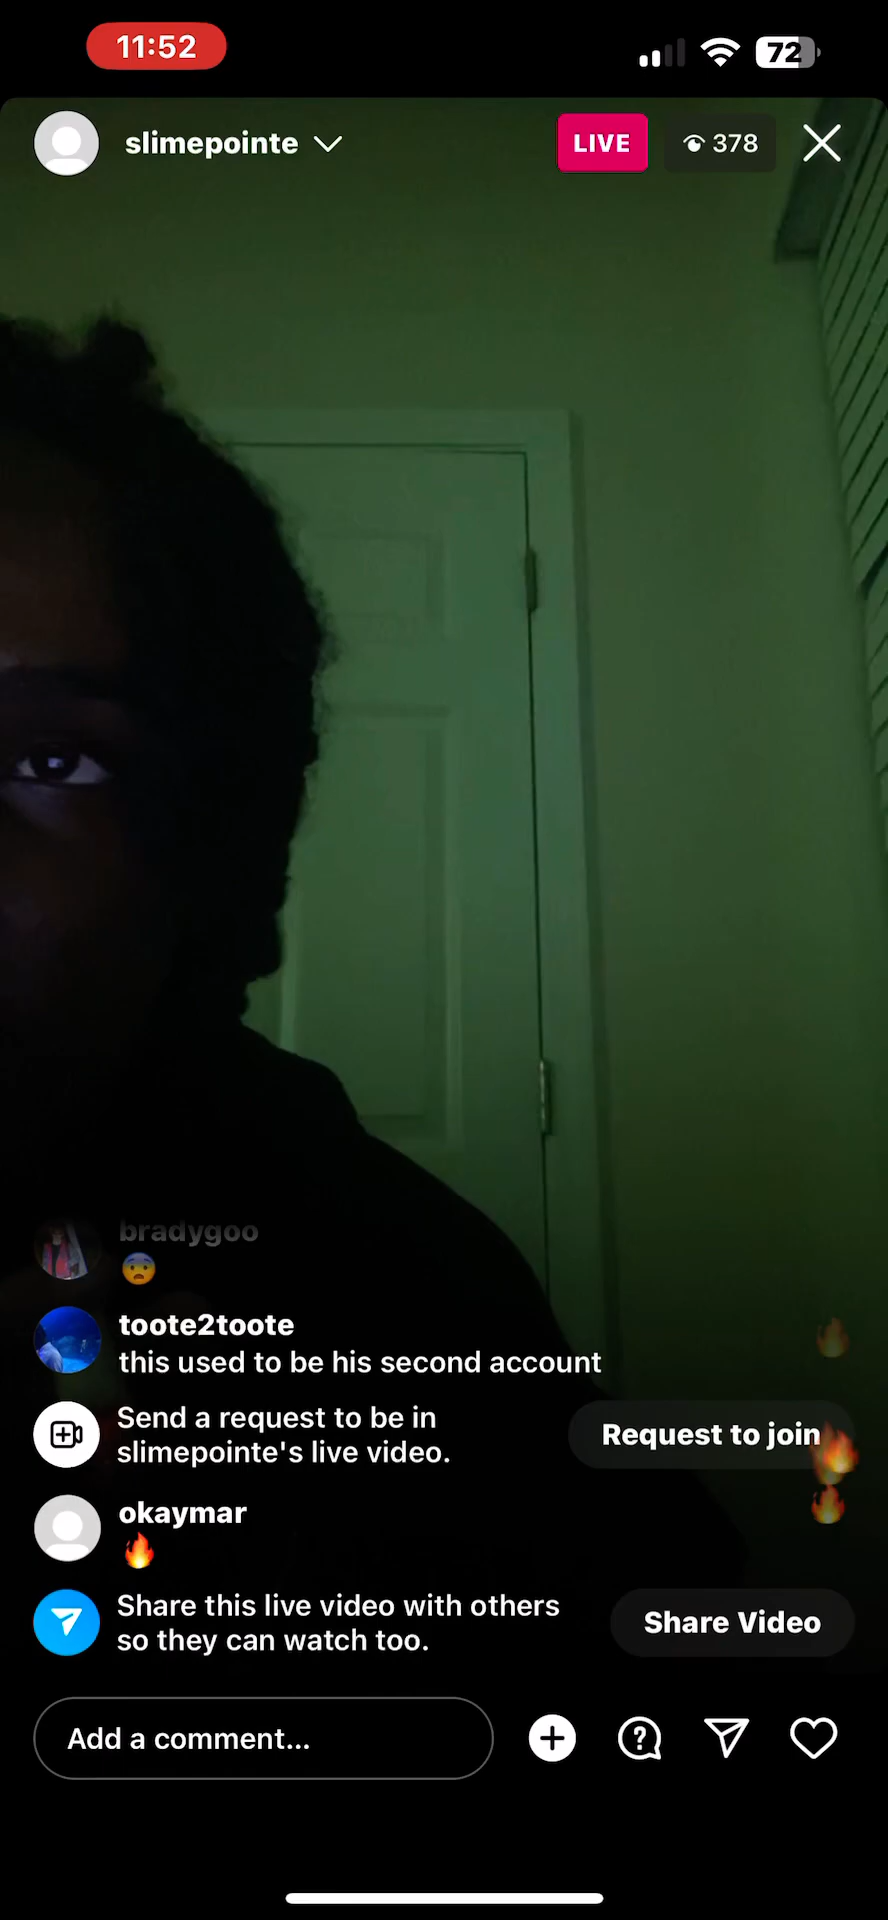 11:52
72
slimepointe
LIVE
378
bradygoo
toote2toote
this used to be his second account
Send a request to be in
slimepointe's live video.
Request to join
okaymar
Share this live video with others
so they can watch too.
Share Video
Add a comment...